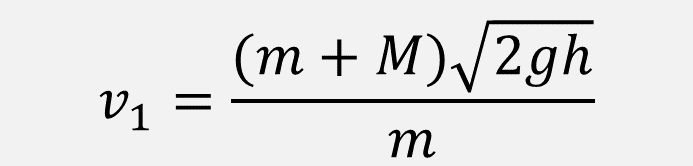 v₁ = (m + M)√2gh / m